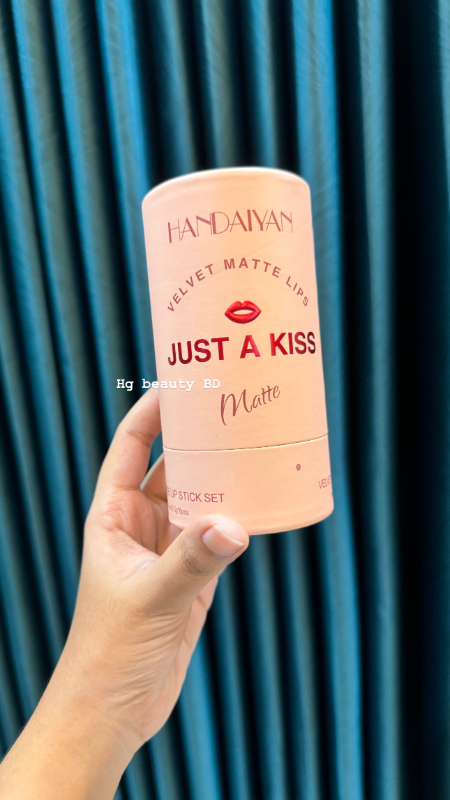 HANDAIYAN
VELVET MATTE LIPS
JUST A KISS
Hg beauty BD
Matte
LIP STICK SET